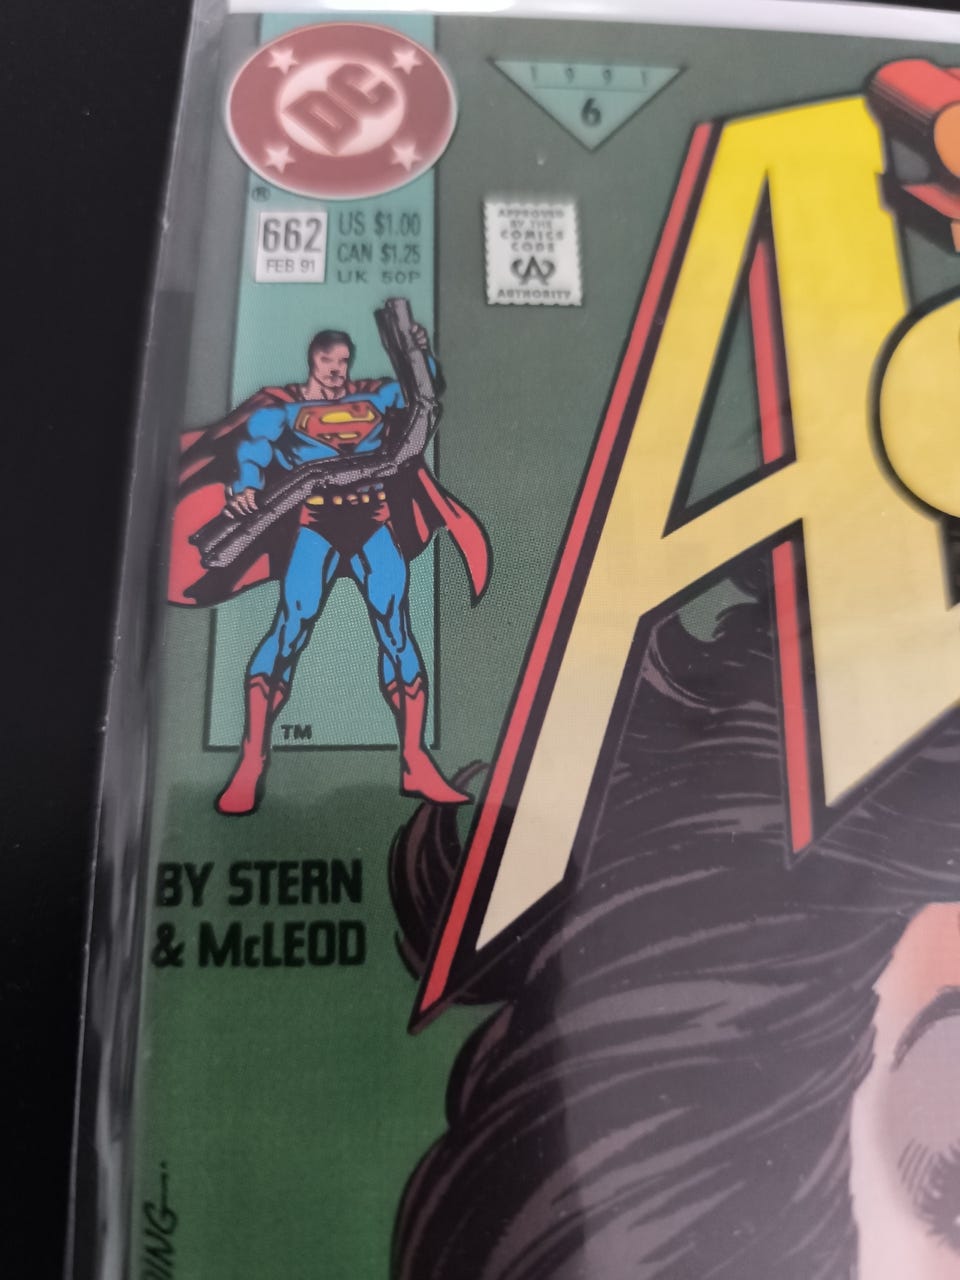 DC
®
662
FEB 91
US $1.00
CAN $1.25
UK 50P
1991
6
APPROVED
BY THE
COMICS
CODE
CA
AUTHORITY
A
TM
BY STERN
& McLEOD